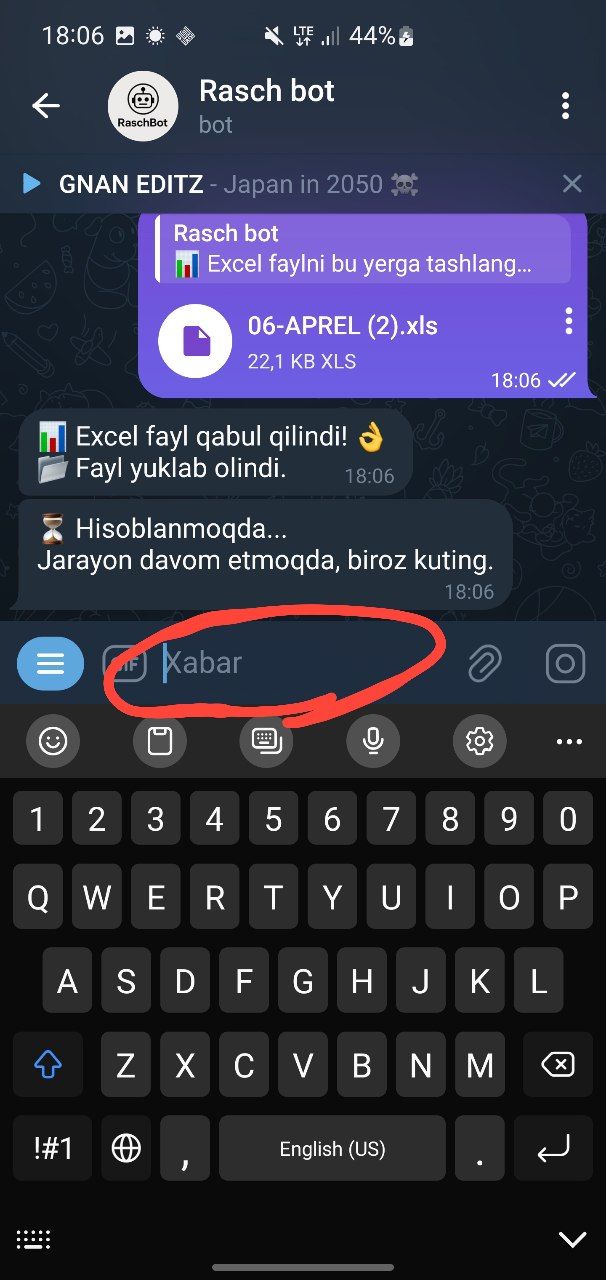 18:06 LTE 44%
Rasch bot
RaschBot
bot
GNAN EDITZ - Japan in 2050 ☠️
Rasch bot
📊 Excel faylni bu yerga tashlang...
06-APREL (2).xls
22,1 KB XLS
18:06
📊 Excel fayl qabul qilindi! 👌
📂 Fayl yuklab olindi.
18:06
⏳ Hisoblanmoqda...
Jarayon davom etmoqda, biroz kuting.
18:06
GIF Xabar
1 2 3 4 5 6 7 8 9 0
Q W E R T Y U I O P
A S D F G H J K L
Z X C V B N M
!#1 , English (US) .